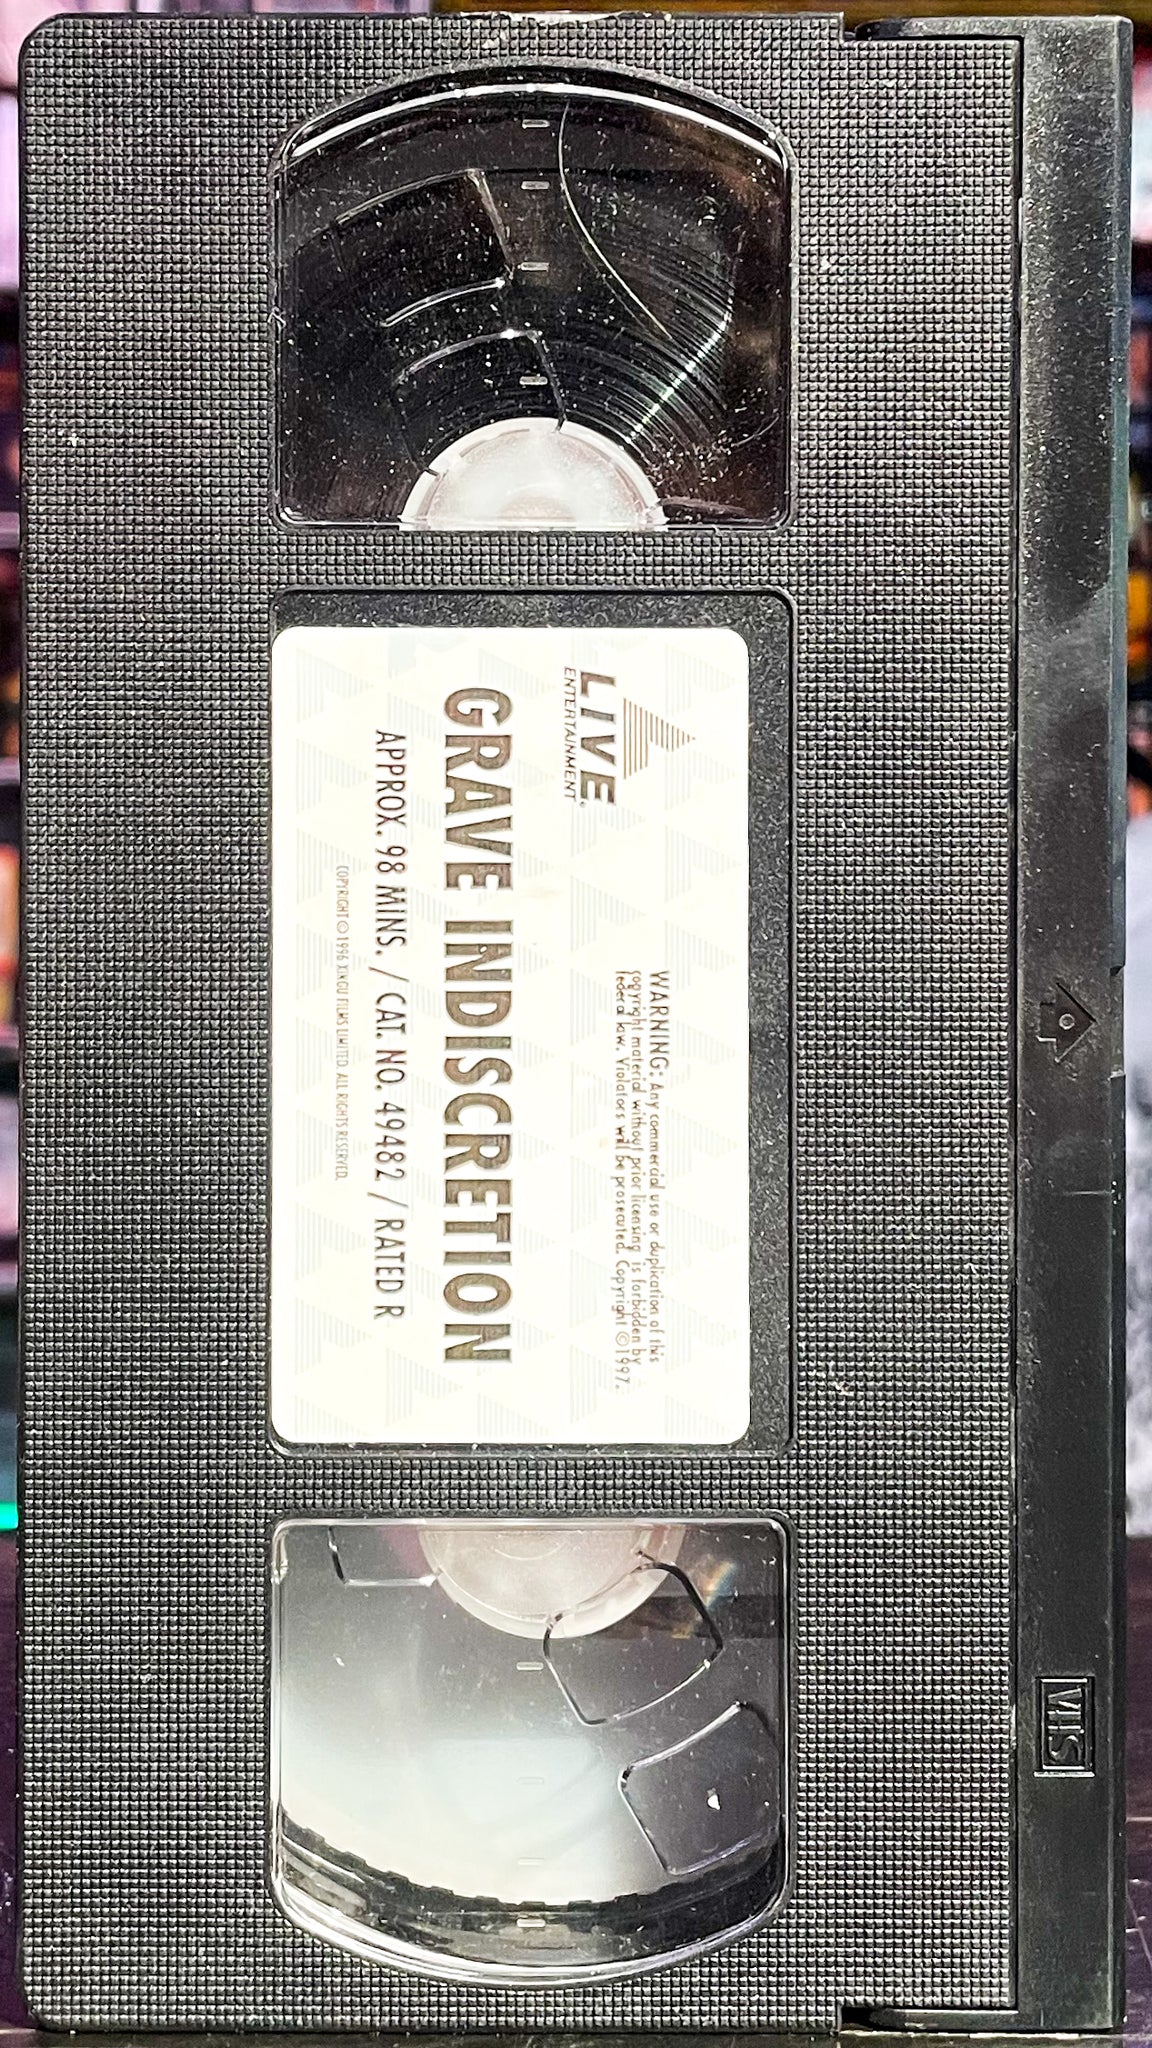 LIVE
ENTERTAINMENT
WARNING: Any commercial use or duplication of this
copyright material without prior licensing is forbidden by
federal law. Violators will be prosecuted. Copyright ©1997.
GRAVE INDISCRETION
APPROX. 98 MINS. / CAT. NO. 49482 / RATED R
COPYRIGHT © 1996 XINGU FILMS LIMITED. ALL RIGHTS RESERVED.
VHS